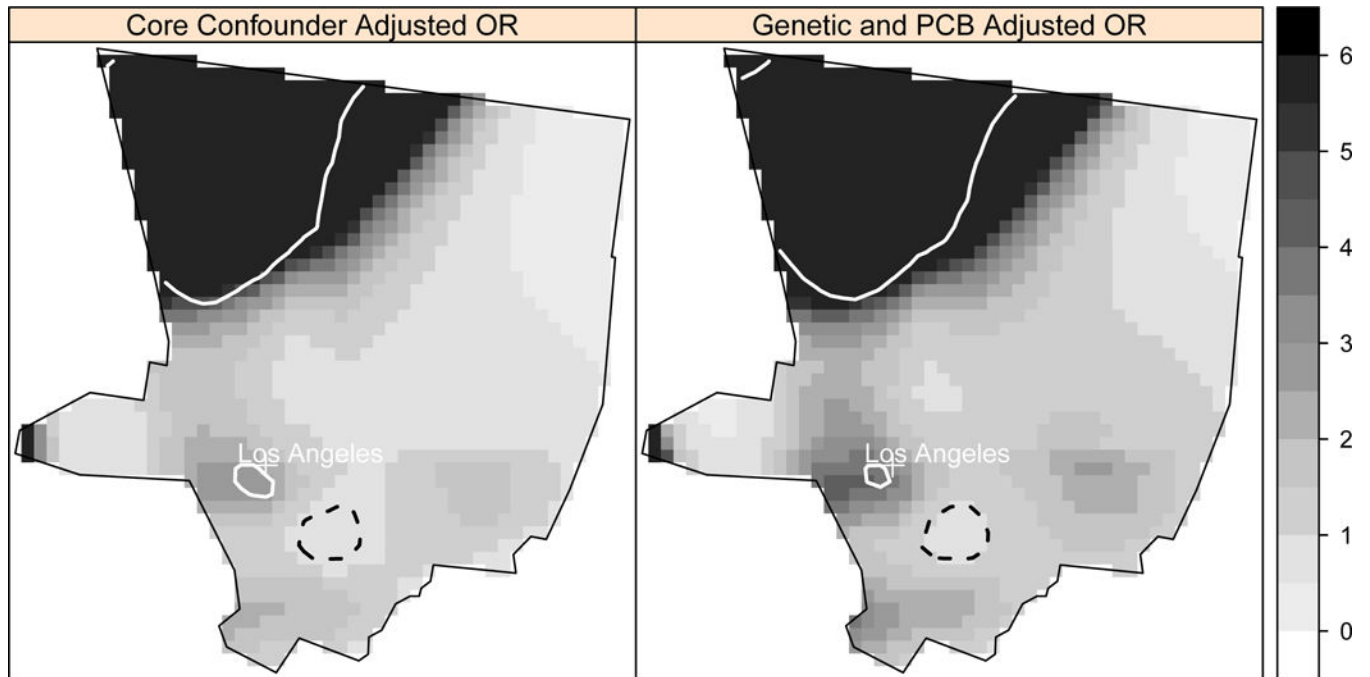 Core Confounder Adjusted OR
Genetic and PCB Adjusted OR
Los Angeles
Los Angeles
6
5
4
3
2
1
0